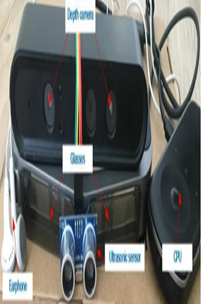 Depth camera
Glasses
Ultrasonic sensor
CPU
Earphone